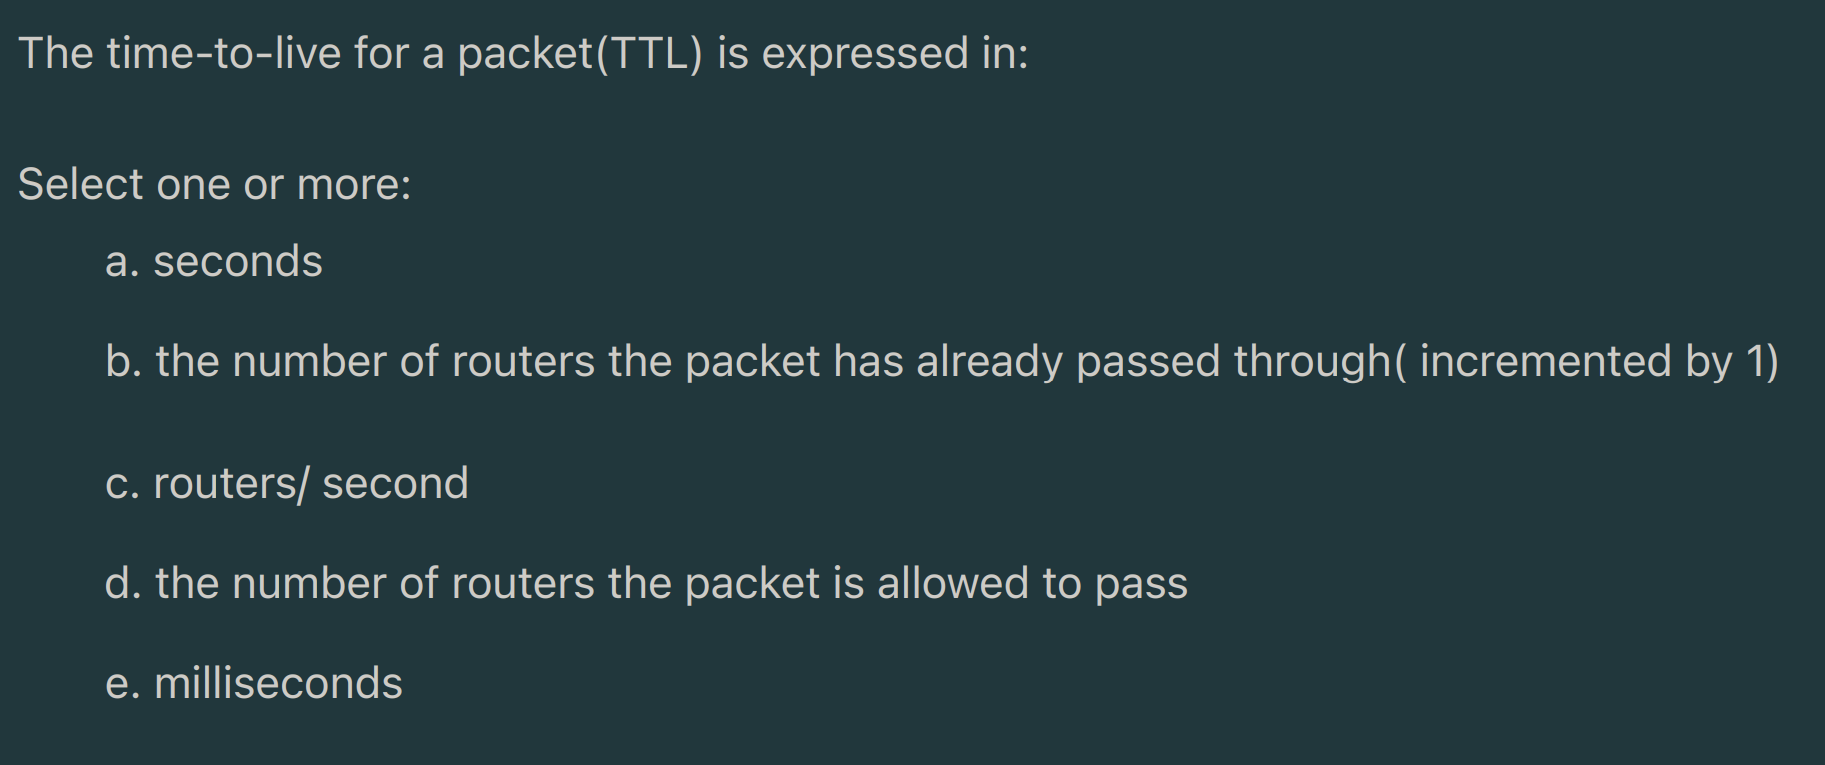 The time-to-live for a packet(TTL) is expressed in:
Select one or more:
a. seconds
b. the number of routers the packet has already passed through( incremented by 1)
c. routers/ second
d. the number of routers the packet is allowed to pass
e. milliseconds